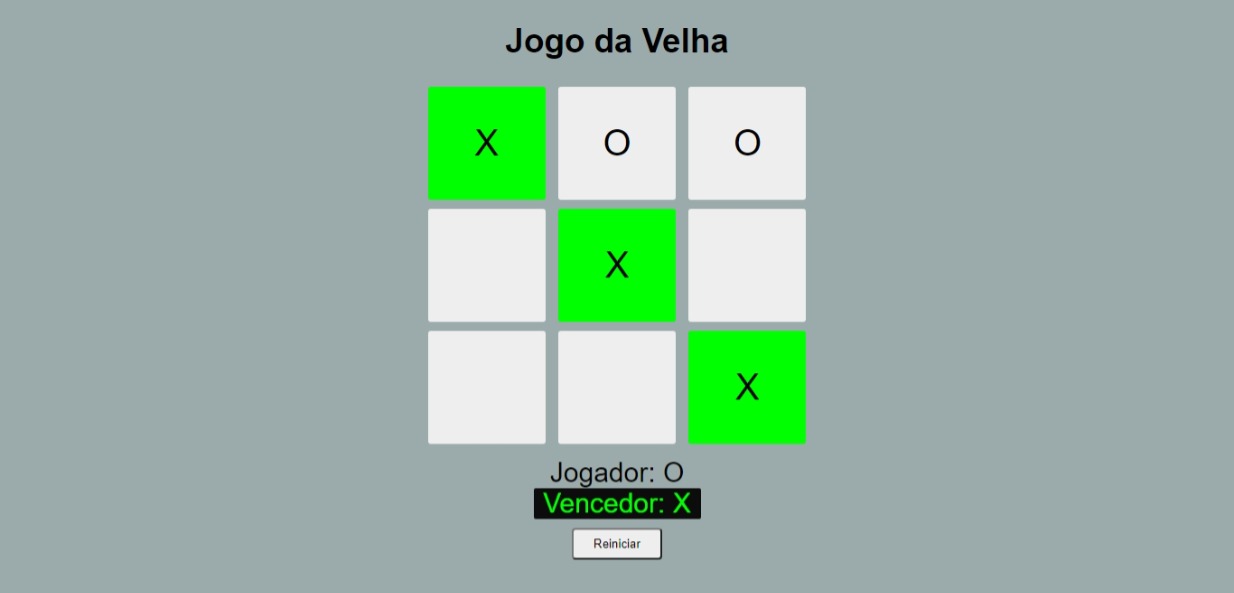 Jogo da Velha
X O O
X
X
Jogador: O
Vencedor: X
Reiniciar